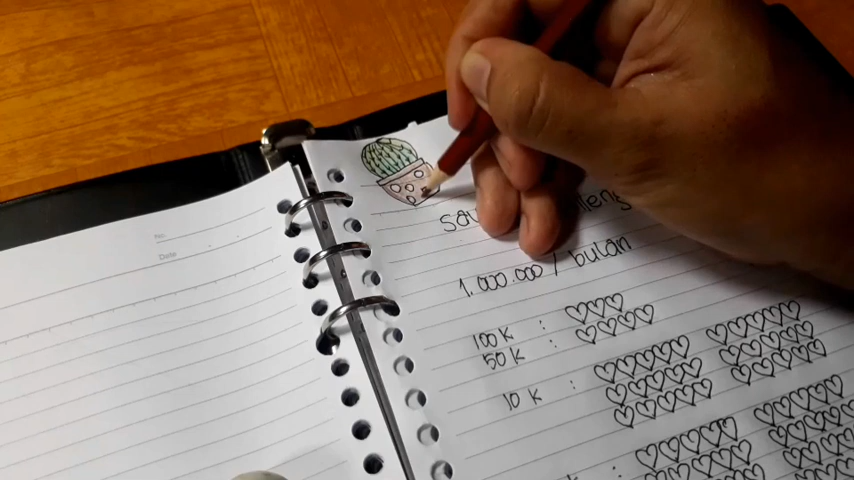 No.
Date
1.000.000 / bulan
100 k :
50 k :
10 k :
k :